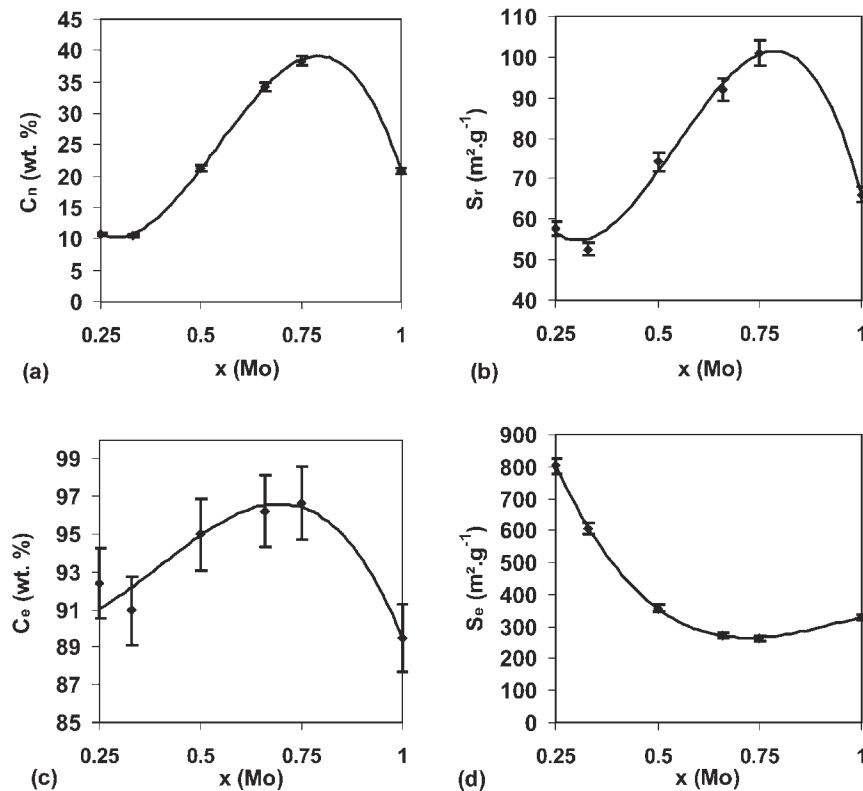 45
40
35
30
25
20
15
10
5
0
Cn (wt. %)
0.25 0.5 0.75 1
x (Mo)
(a)
110
100
90
80
70
60
50
40
Sr (m².g-1)
0.25 0.5 0.75 1
x (Mo)
(b)
99
97
95
93
91
89
87
85
Ce (wt. %)
0.25 0.5 0.75 1
x (Mo)
(c)
900
800
700
600
500
400
300
200
100
0
Se (m².g-1)
0.25 0.5 0.75 1
x (Mo)
(d)